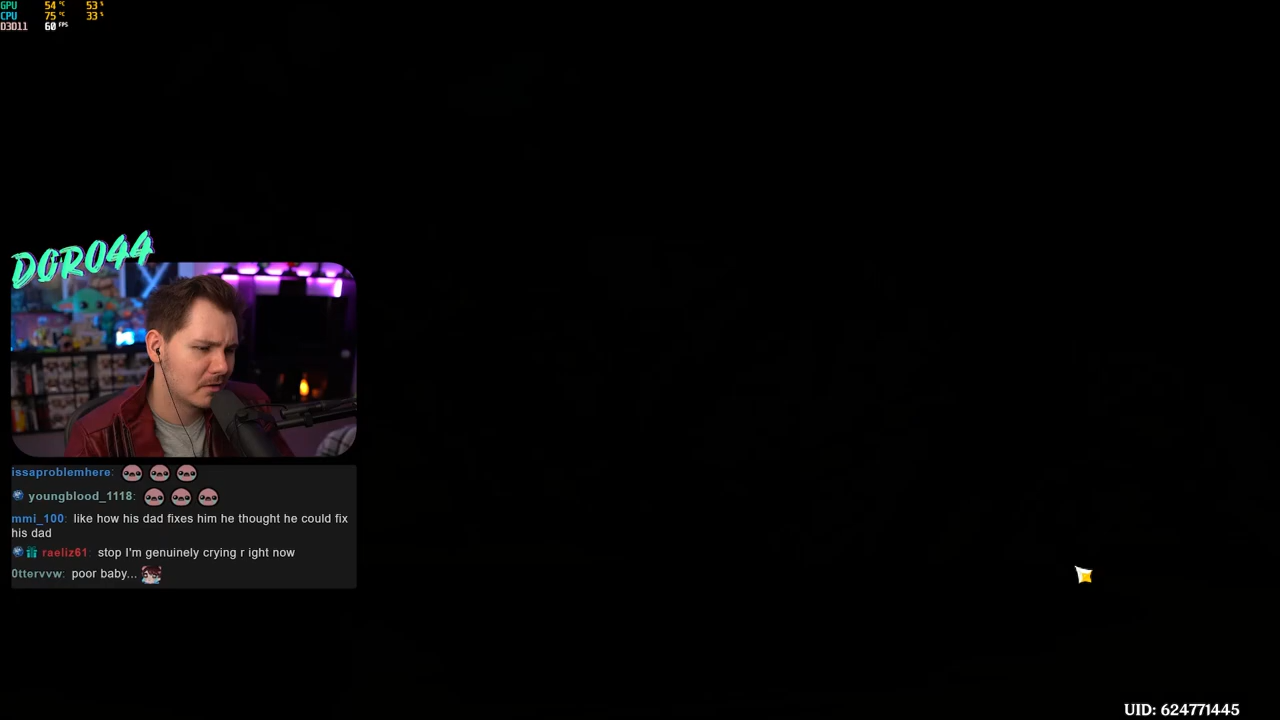 GPU 54 °C 53 %
CPU 75 °C 33 %
D3D11 60 FPS
DORO44
issaproblemhere:
youngblood_1118:
mmi_100: like how his dad fixes him he thought he could fix
his dad
raeliz61: stop I'm genuinely crying r ight now
0ttervvw: poor baby...
UID: 624771445